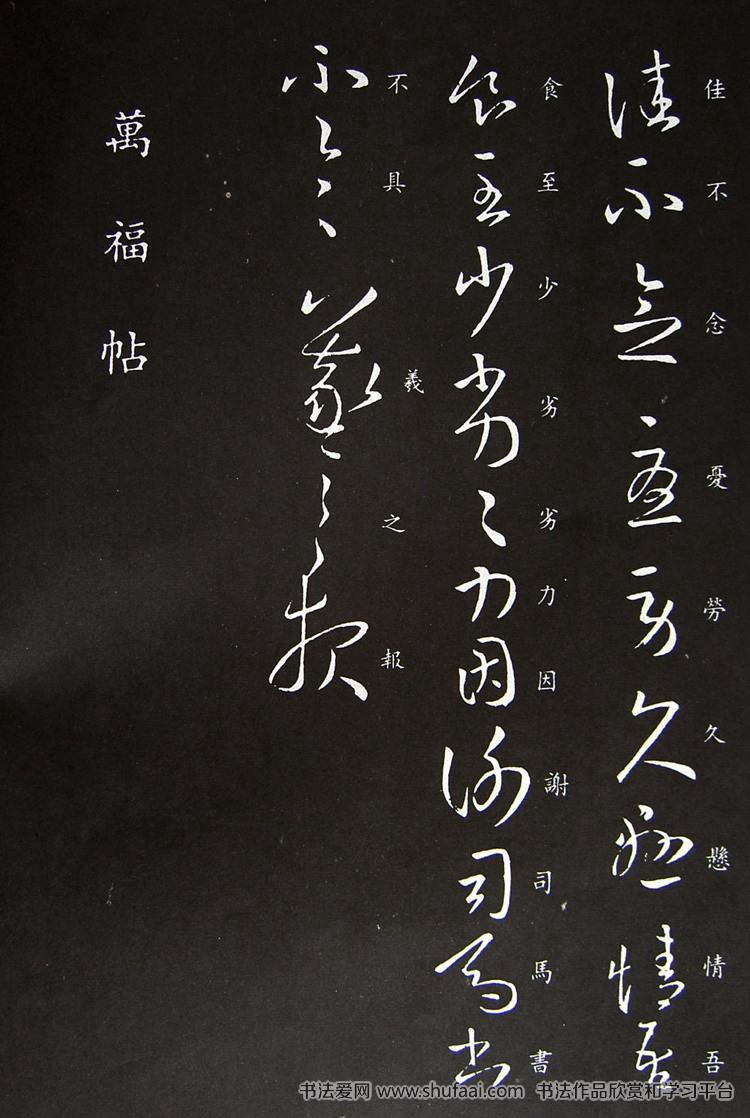 佳不念憂勞久懸情吾
食至少劣劣力因謝司馬書
不具羲之報
萬福帖
书法爱网 www.shufaai.com 书法作品欣赏和学习平台